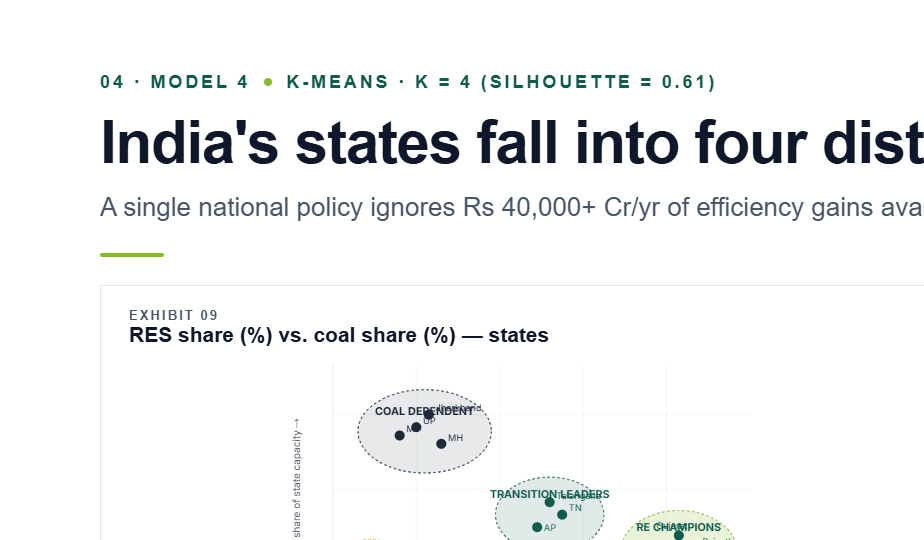 04 · MODEL 4 • K-MEANS · K = 4 (SILHOUETTE = 0.61)
India's states fall into four dist
A single national policy ignores Rs 40,000+ Cr/yr of efficiency gains ava
EXHIBIT 09
RES share (%) vs. coal share (%) — states
COAL DEPENDENT
Jharkhand
UP
MH
share of state capacity →
TRANSITION LEADERS
Telangana
TN
AP
RE CHAMPIONS